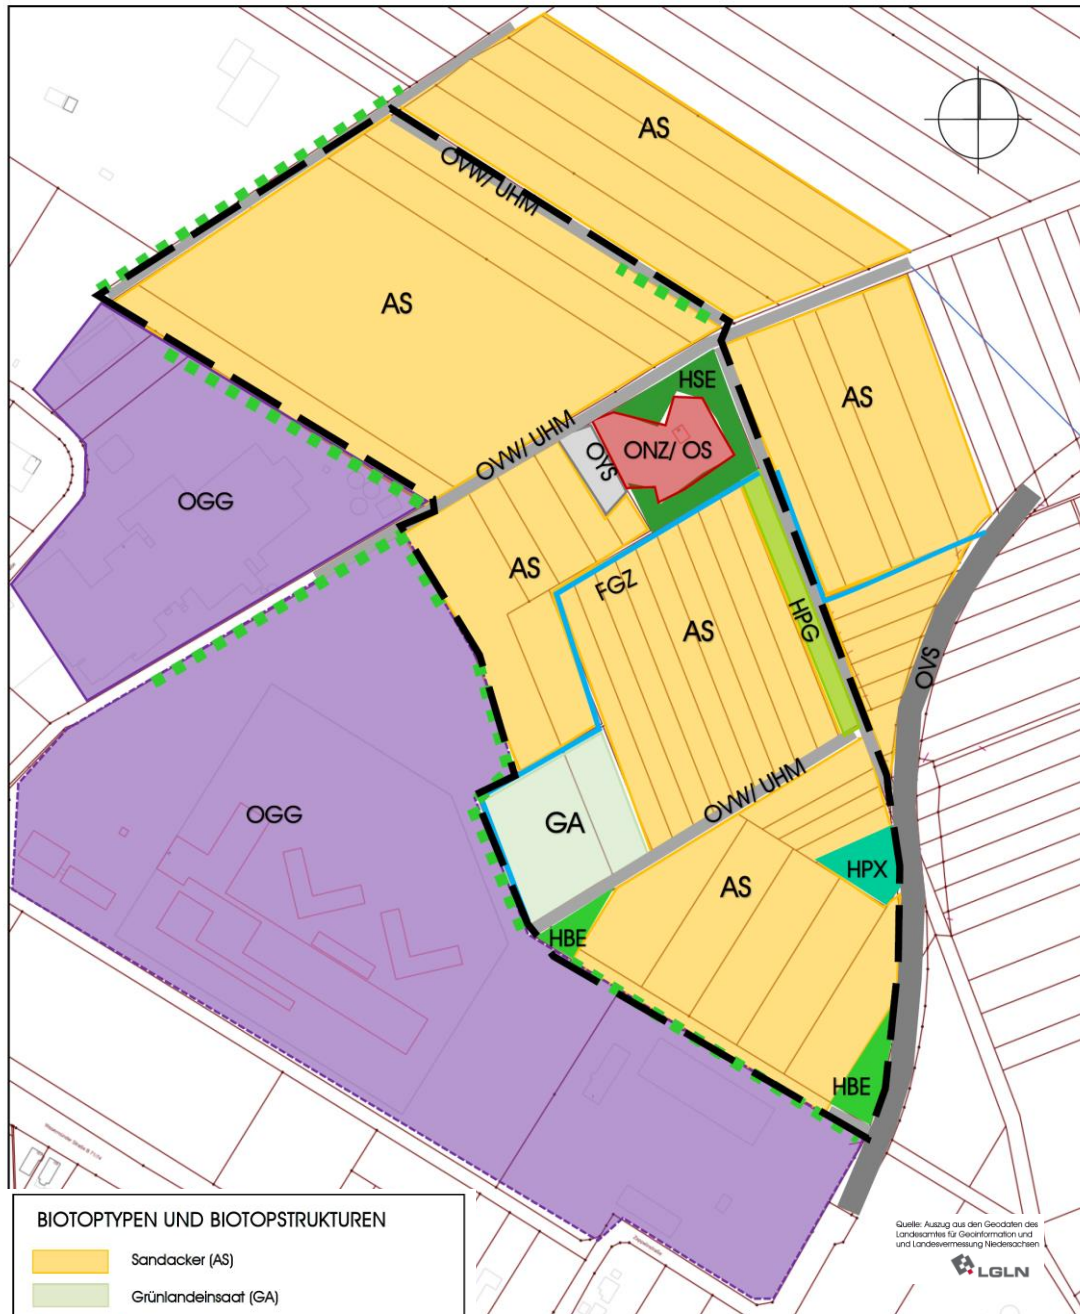 AS
OVW/ UHM
AS
AS
HSE
ONZ/ OS
OVW/ UHM
OYS
OGG
AS
FGZ
AS
HPG
OVS
OVW/ UHM
OGG
GA
HPX
AS
HBE
HBE
BIOTOPTYPEN UND BIOTOPSTRUKTUREN
Sandacker (AS)
Grünlandeinsaat (GA)
Quelle: Auszug aus den Geodaten des
Landesamtes für Geoinformation und
und Landesvermessung Niedersachsen
LGLN